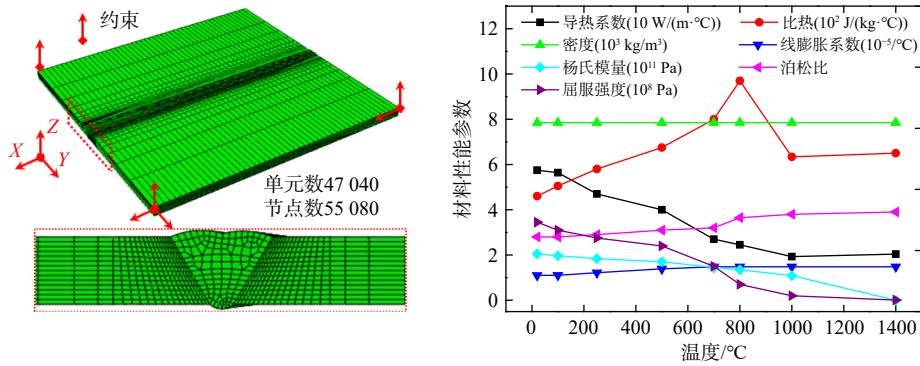 约束
Z
X
Y
单元数47 040
节点数55 080
导热系数(10 W/(m·℃))
比热(10² J/(kg·℃))
密度(10³ kg/m³)
线膨胀系数(10⁻⁵/℃)
杨氏模量(10¹¹ Pa)
泊松比
屈服强度(10⁸ Pa)
材料性能参数
12
10
8
6
4
2
0
0 200 400 600 800 1000 1200 1400
温度/℃